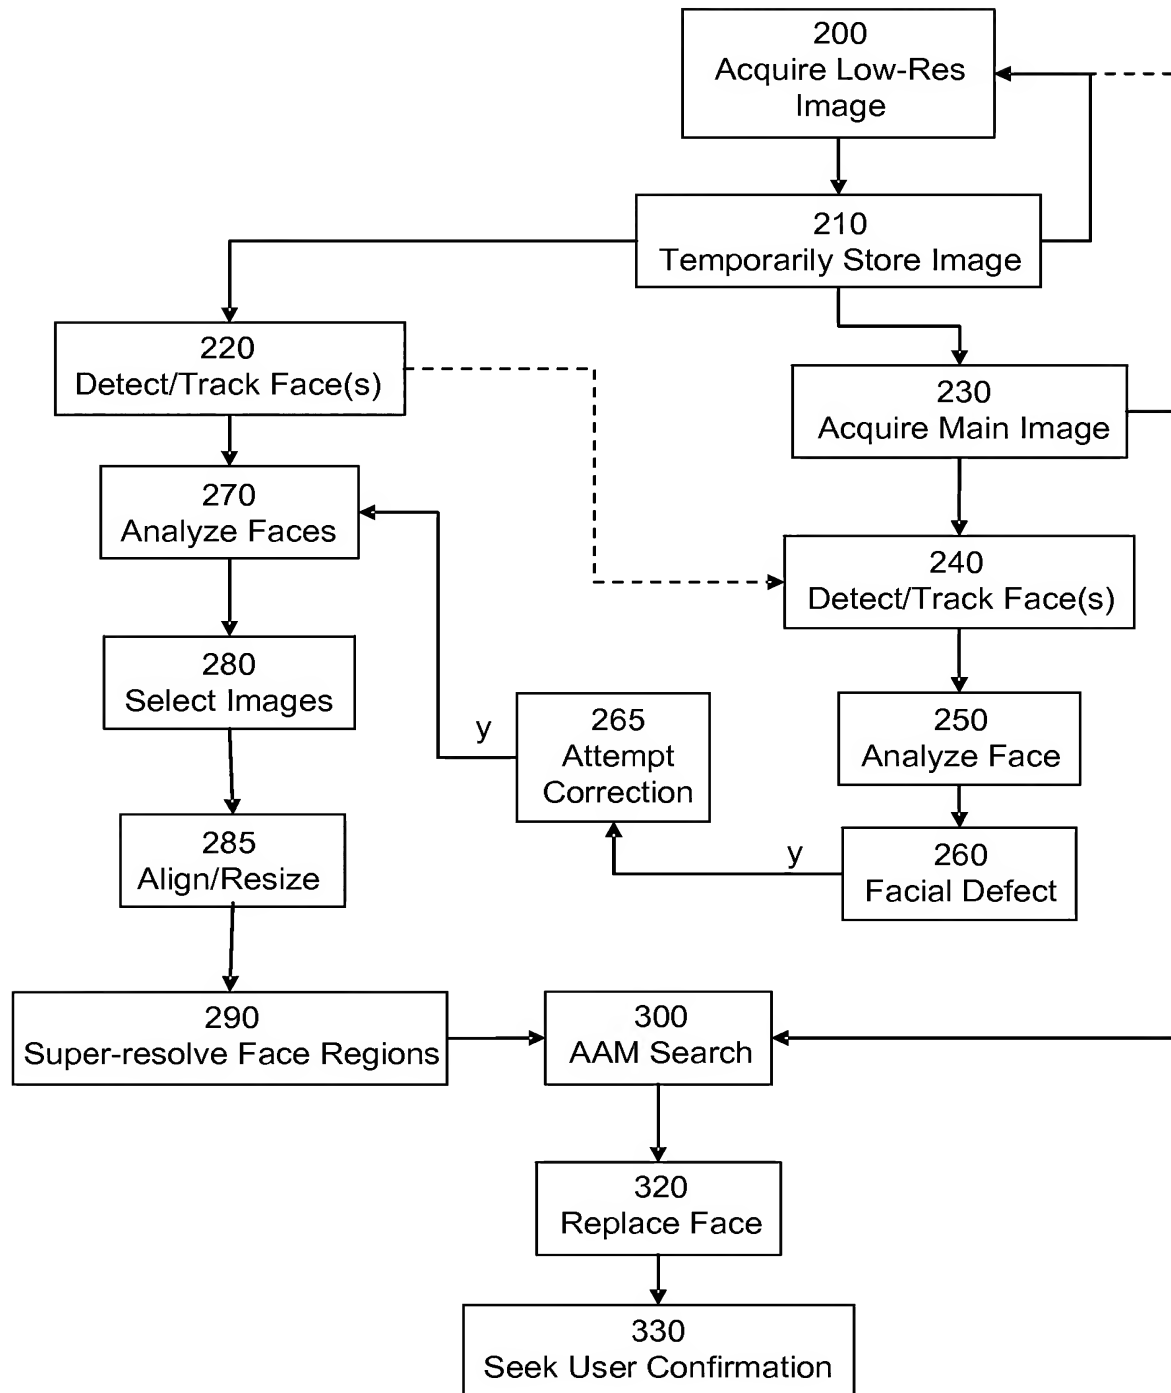 200
Acquire Low-Res
Image
210
Temporarily Store Image
220
Detect/Track Face(s)
230
Acquire Main Image
270
Analyze Faces
240
Detect/Track Face(s)
280
Select Images
y
265
Attempt
Correction
250
Analyze Face
285
Align/Resize
y
260
Facial Defect
290
Super-resolve Face Regions
300
AAM Search
320
Replace Face
330
Seek User Confirmation